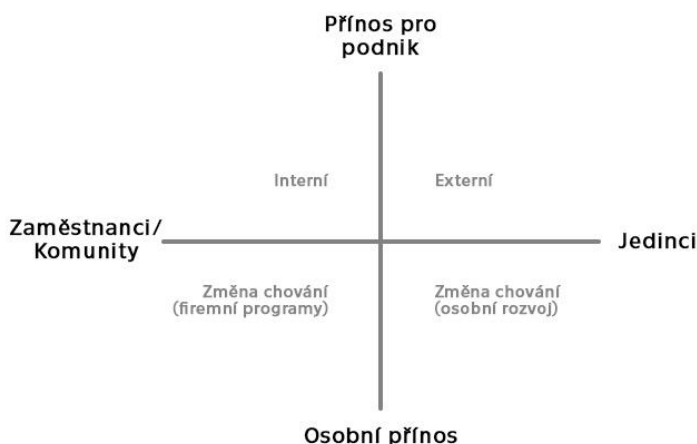 Přínos pro
podnik
Interní
Externí
Zaměstnanci/
Komunity
Jedinci
Změna chování
(firemní programy)
Změna chování
(osobní rozvoj)
Osobní přínos